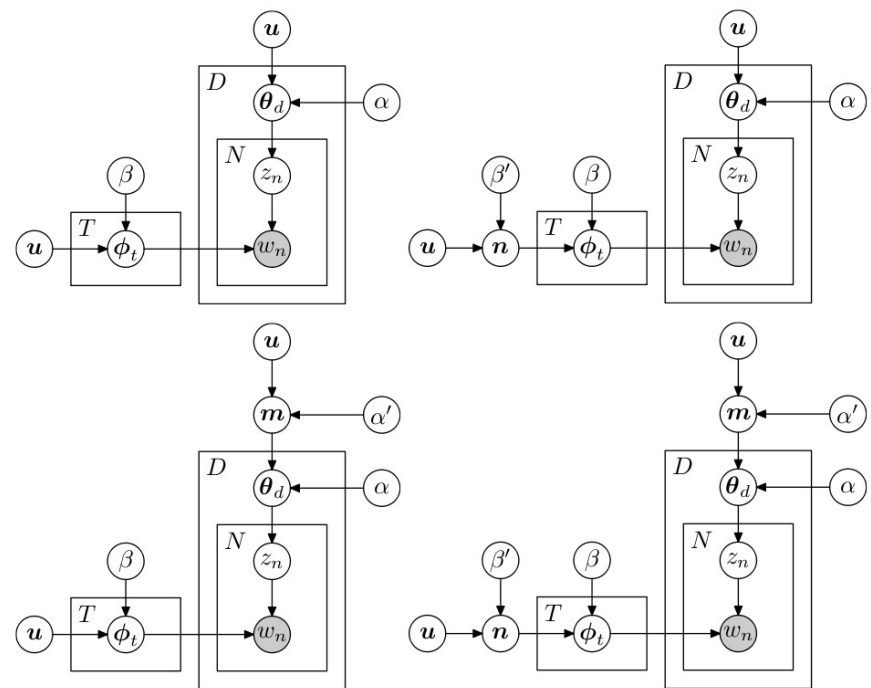 u u
D D
θ_d α θ_d α
N N
β z_n β′ β z_n
T T
u ϕ_t w_n u n ϕ_t w_n
u u
m α′ m α′
D D
θ_d α θ_d α
N N
β z_n β′ β z_n
T T
u ϕ_t w_n u n ϕ_t w_n